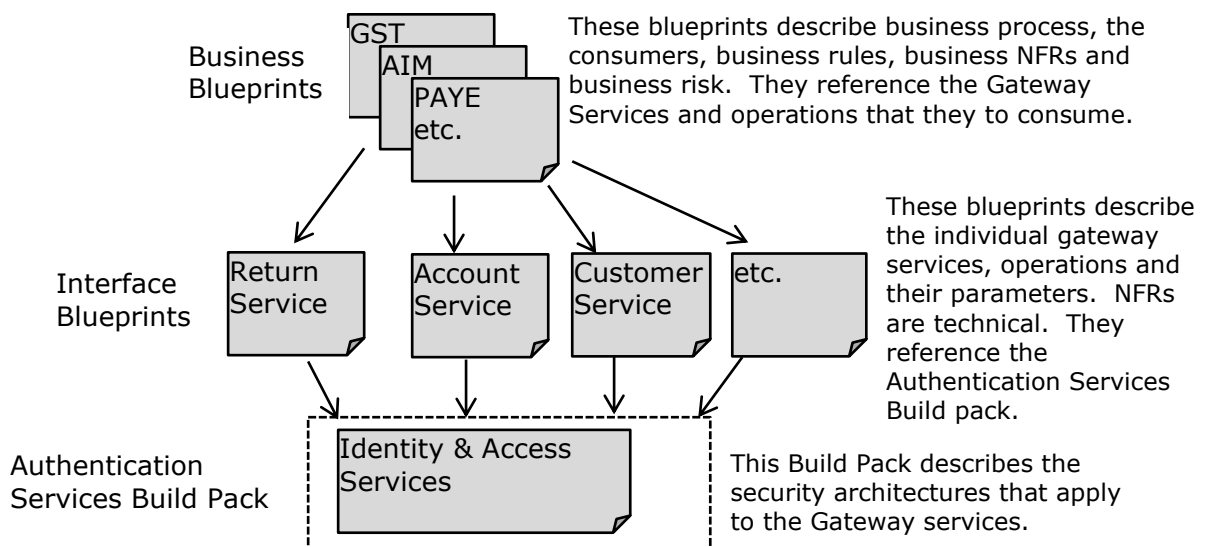 Business
Blueprints
GST
AIM
PAYE
etc.
These blueprints describe business process, the
consumers, business rules, business NFRs and
business risk.  They reference the Gateway
Services and operations that they to consume.
Interface
Blueprints
Return
Service
Account
Service
Customer
Service
etc.
These blueprints describe
the individual gateway
services, operations and
their parameters.  NFRs
are technical.  They
reference the
Authentication Services
Build pack.
Authentication
Services Build Pack
Identity & Access
Services
This Build Pack describes the
security architectures that apply
to the Gateway services.